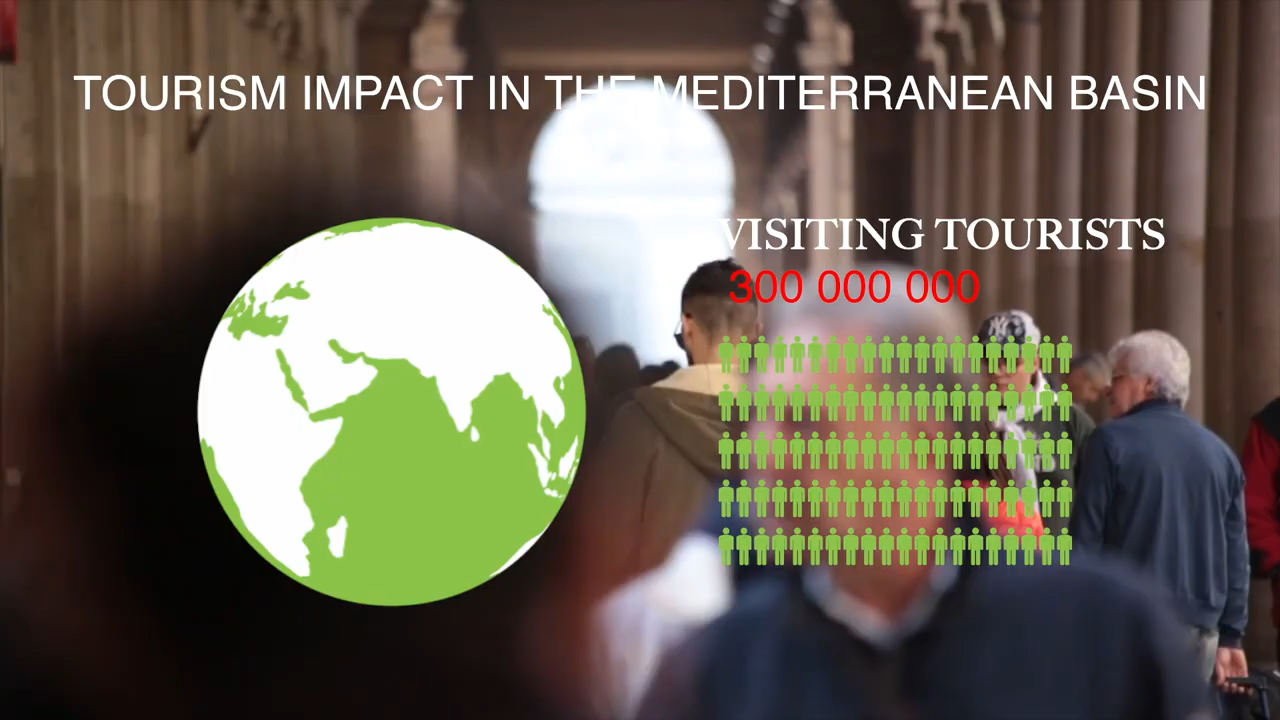 TOURISM IMPACT IN THE MEDITERRANEAN BASIN
VISITING TOURISTS
300 000 000